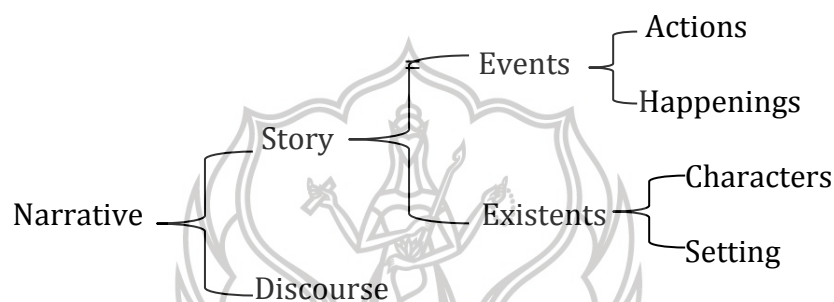 Actions
Events
Happenings
Story
Characters
Narrative
Existents
Setting
Discourse